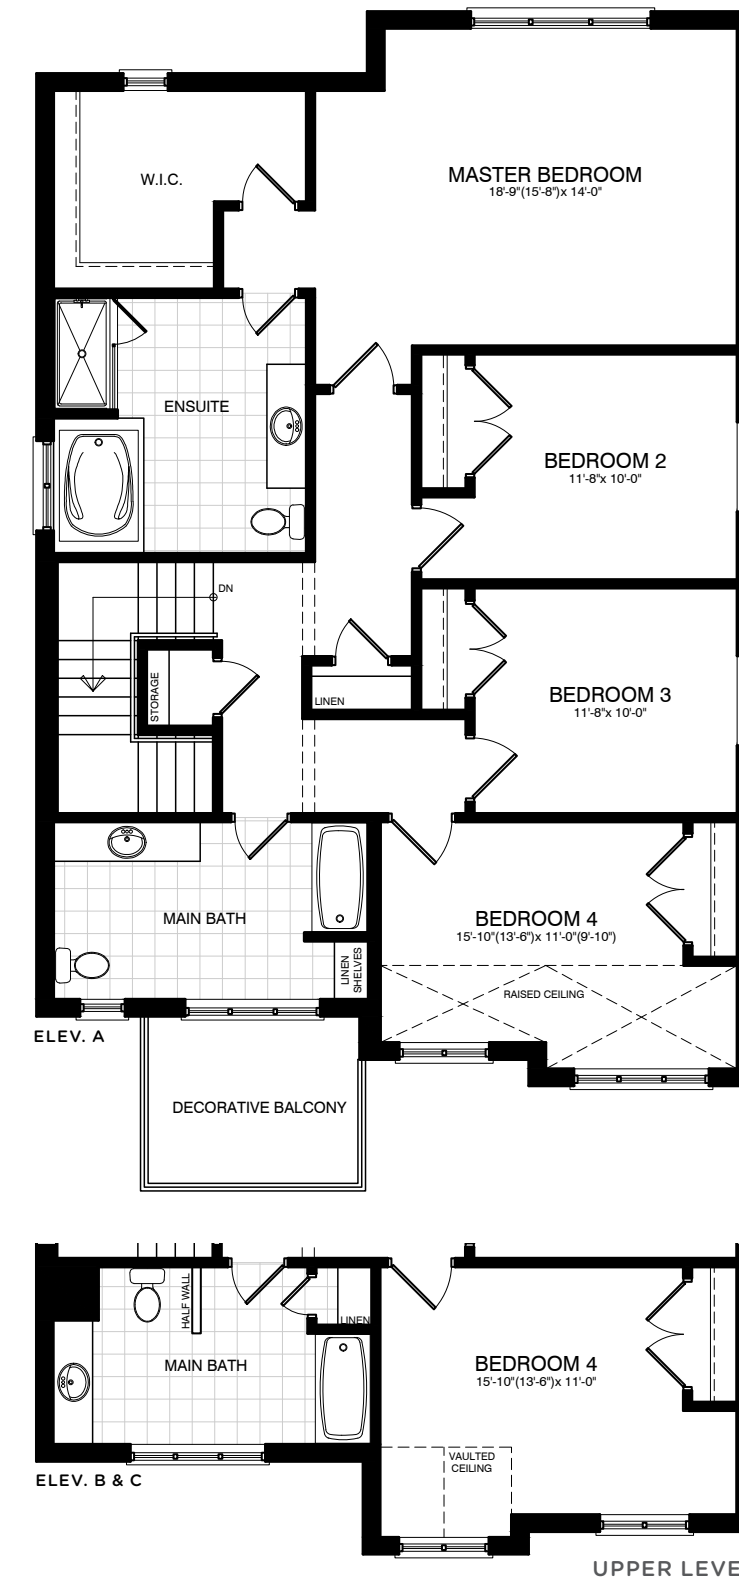 W.I.C.
MASTER BEDROOM
18'-9"(15'-8")x 14'-0"
ENSUITE
BEDROOM 2
11'-8"x 10'-0"
DN
STORAGE
LINEN
BEDROOM 3
11'-8"x 10'-0"
MAIN BATH
LINEN
SHELVES
BEDROOM 4
15'-10"(13'-6")x 11'-0"(9'-10")
RAISED CEILING
ELEV. A
DECORATIVE BALCONY
HALF WALL
LINEN
MAIN BATH
BEDROOM 4
15'-10"(13'-6")x 11'-0"
VAULTED
CEILING
ELEV. B & C
UPPER LEVE